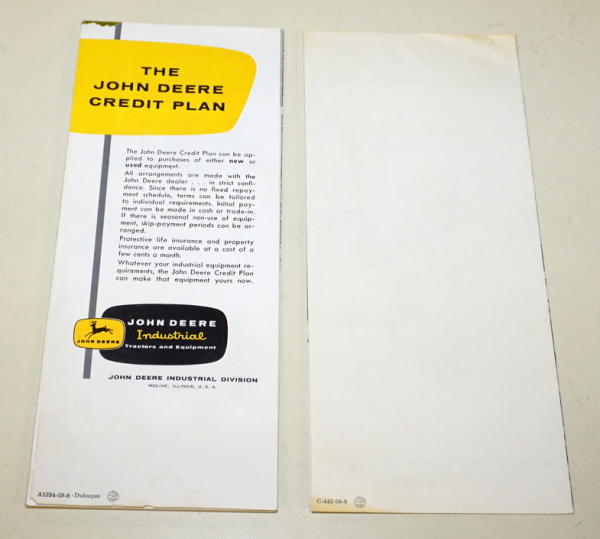 THE
JOHN DEERE
CREDIT PLAN
The John Deere Credit Plan can be ap-
plied to purchases of either new or
used equipment.
All arrangements are made with the
John Deere dealer . . . in strict confi-
dence. Since there is no fixed repay-
ment schedule, terms can be tailored
to individual requirements. Initial pay-
ment can be made in cash or trade-in.
If there is seasonal non-use of equip-
ment, skip-payment periods can be ar-
ranged.
Protective life insurance and property
insurance are available at a cost of a
few cents a month.
Whatever your industrial equipment re-
quirements, the John Deere Credit Plan
can make that equipment yours now.
JOHN DEERE
JOHN DEERE
Industrial
Tractors and Equipment
JOHN DEERE INDUSTRIAL DIVISION
MOLINE, ILLINOIS, U. S. A.
A1294-59-8 -Dubuque
C-442-58-8